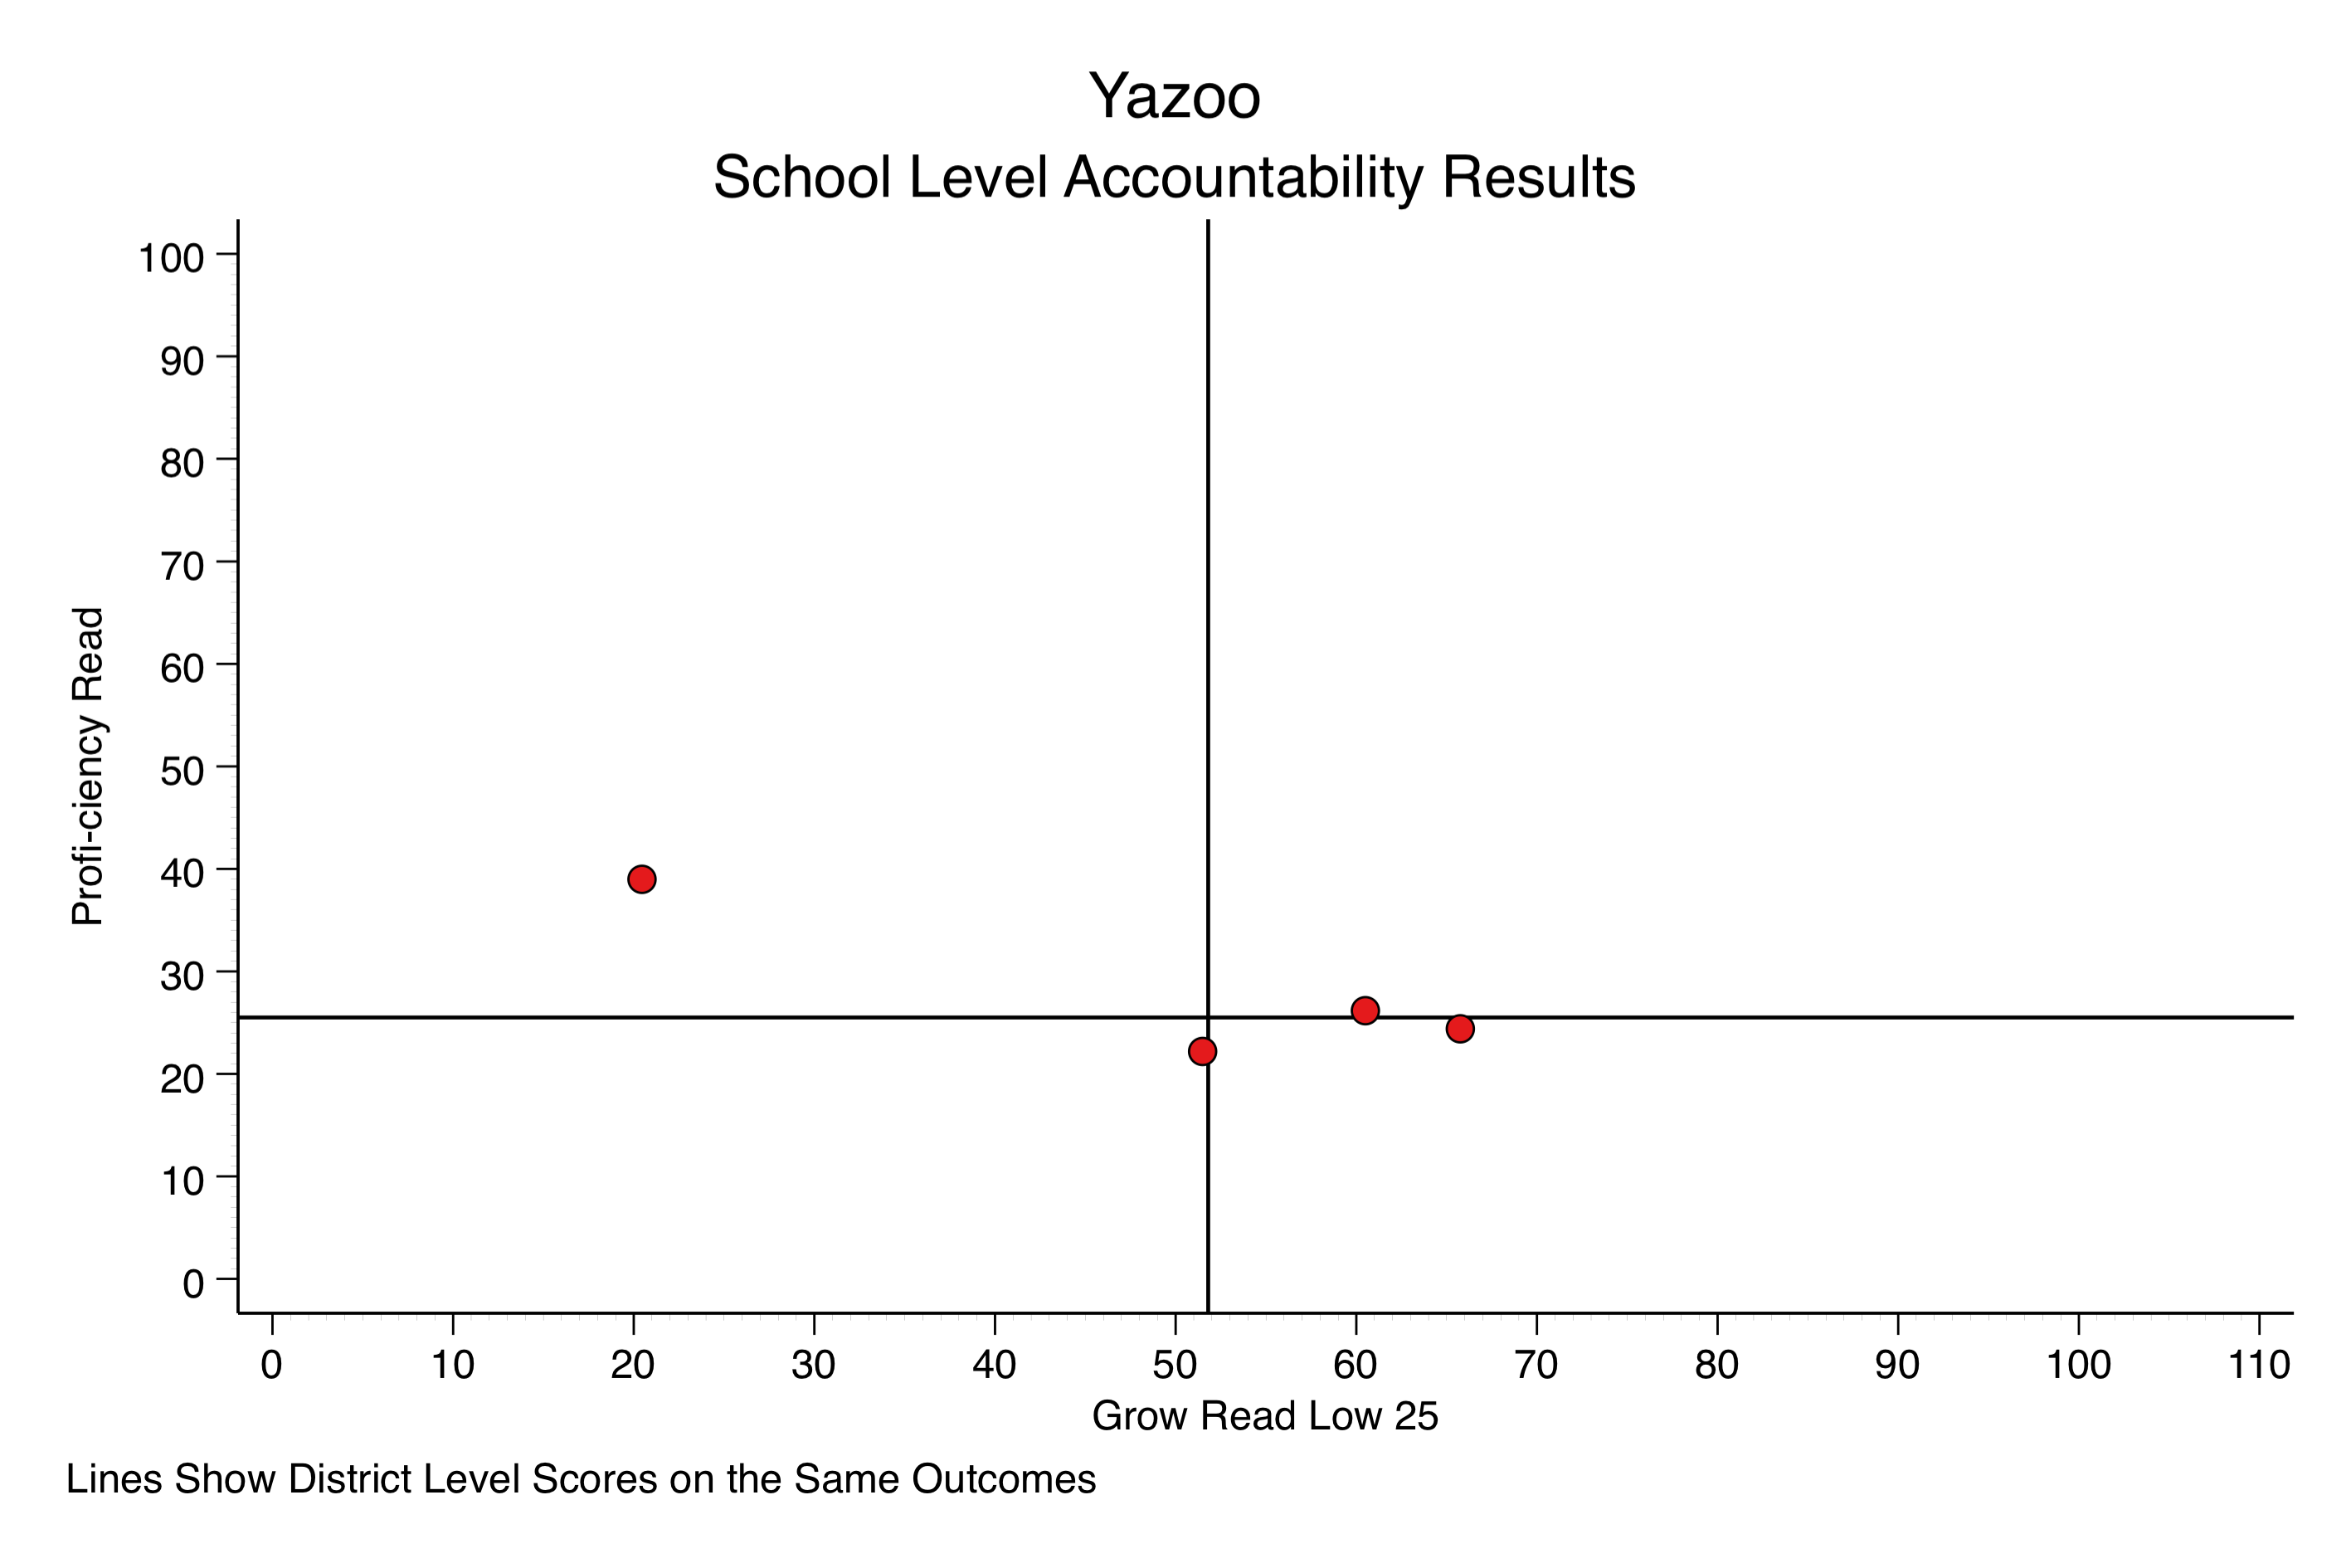 Yazoo
School Level Accountability Results
100
90
80
70
60
50
40
30
20
10
0
Profi-ciency Read
0 10 20 30 40 50 60 70 80 90 100 110
Grow Read Low 25
Lines Show District Level Scores on the Same Outcomes